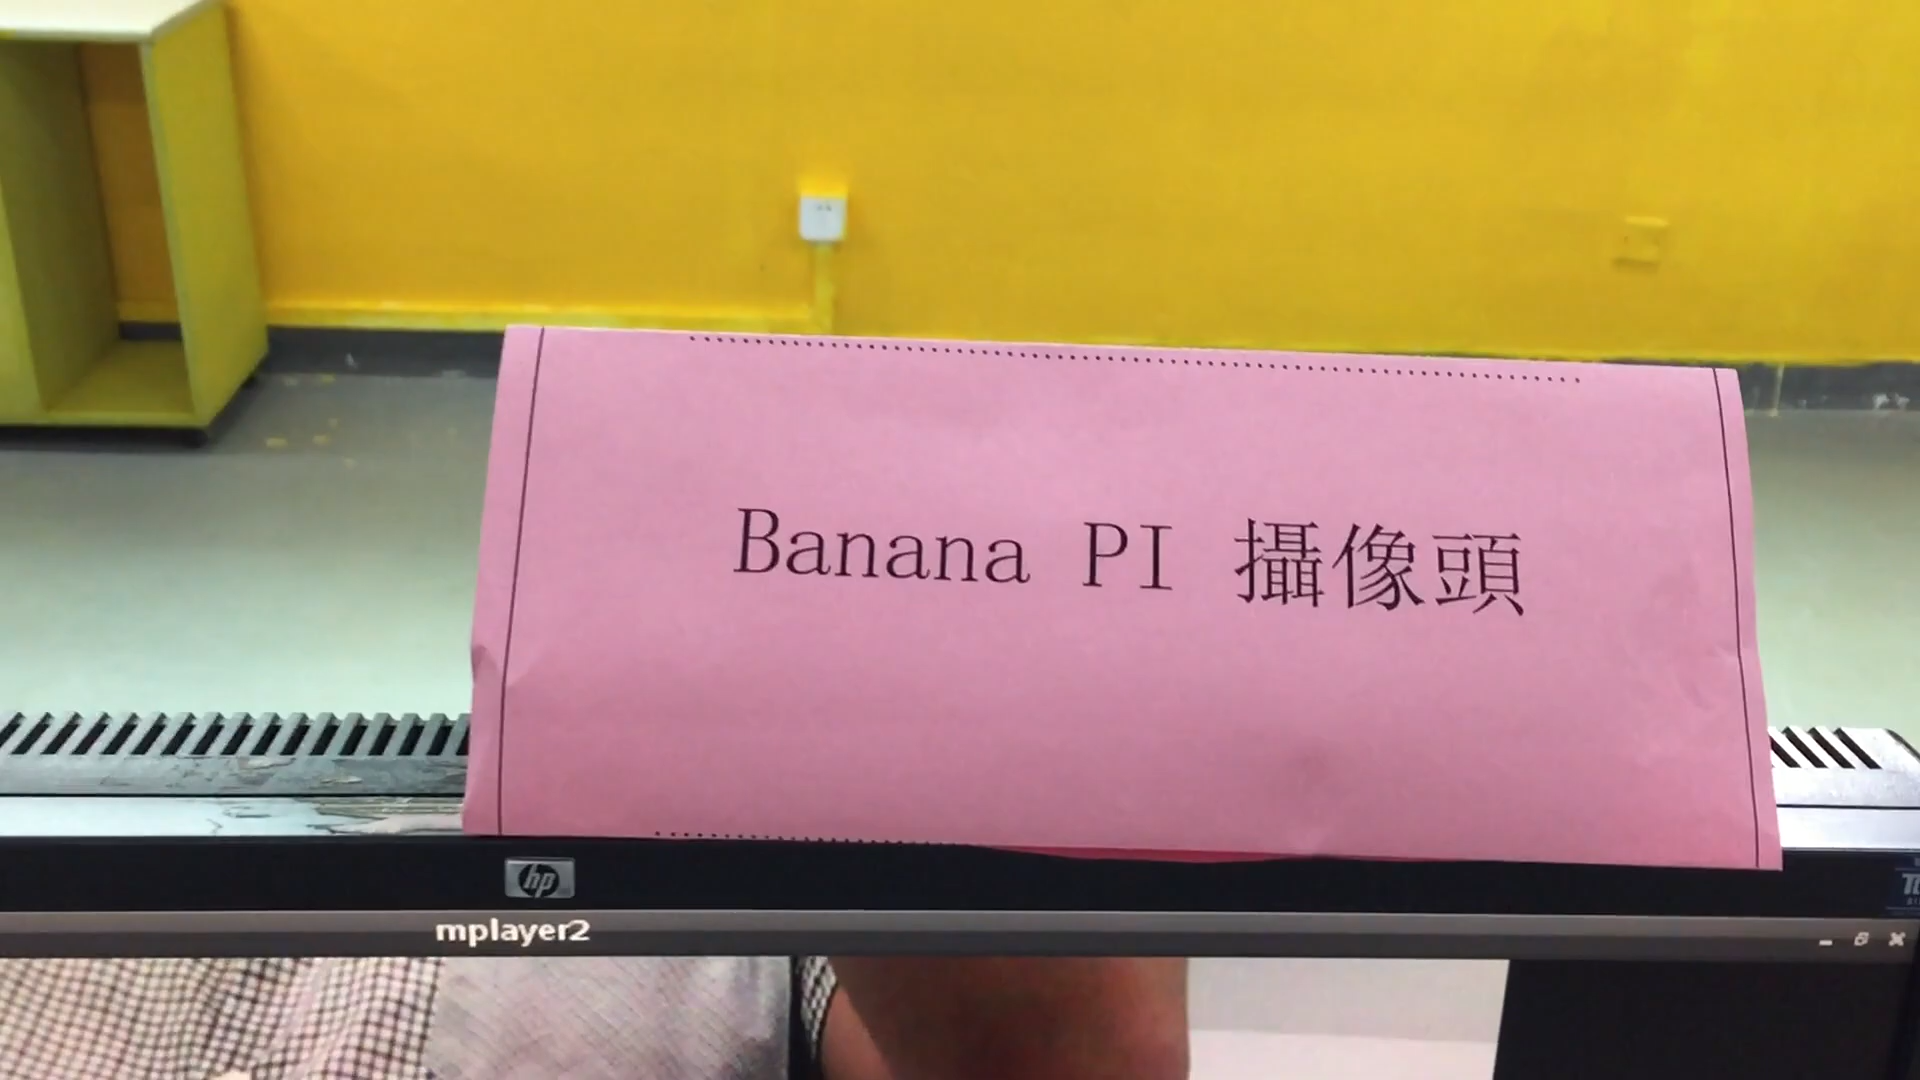 Banana PI 攝像頭
hp
mplayer2